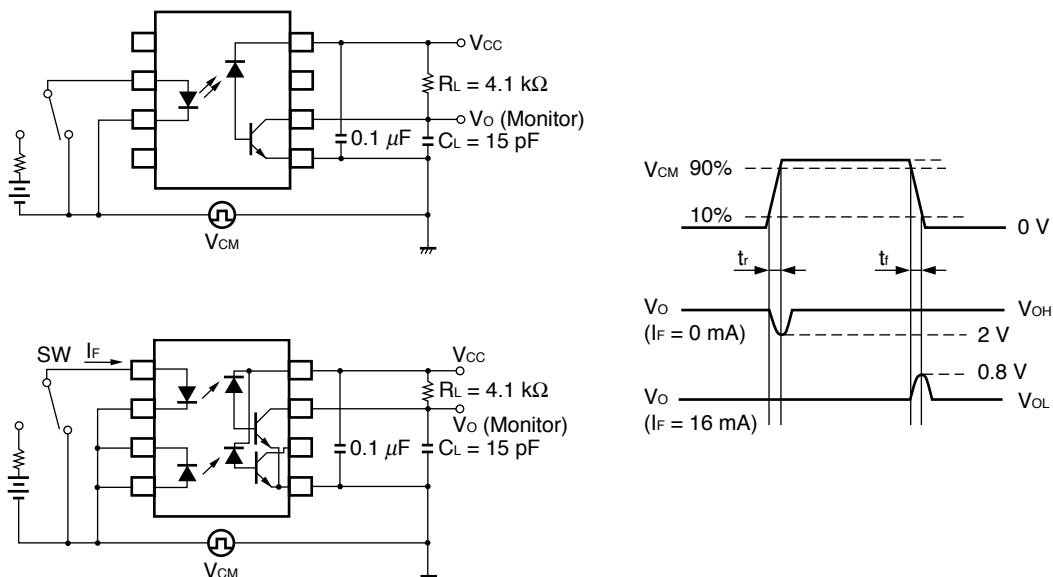 VCC
RL = 4.1 kΩ
VO (Monitor)
0.1 μF
CL = 15 pF
VCM
SW
IF
VCC
RL = 4.1 kΩ
VO (Monitor)
0.1 μF
CL = 15 pF
VCM
VCM 90%
10%
0 V
tr
tf
VO
(IF = 0 mA)
VOH
2 V
0.8 V
VO
(IF = 16 mA)
VOL